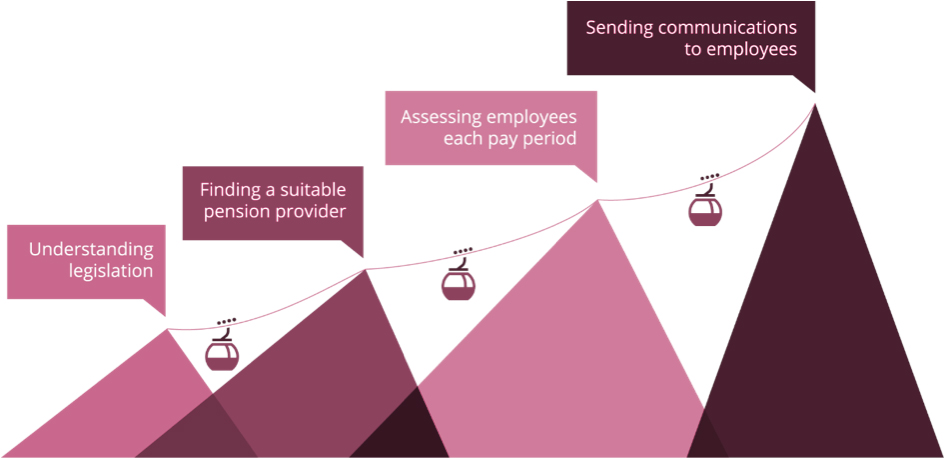 Understanding
legislation
Finding a suitable
pension provider
Assessing employees
each pay period
Sending communications
to employees